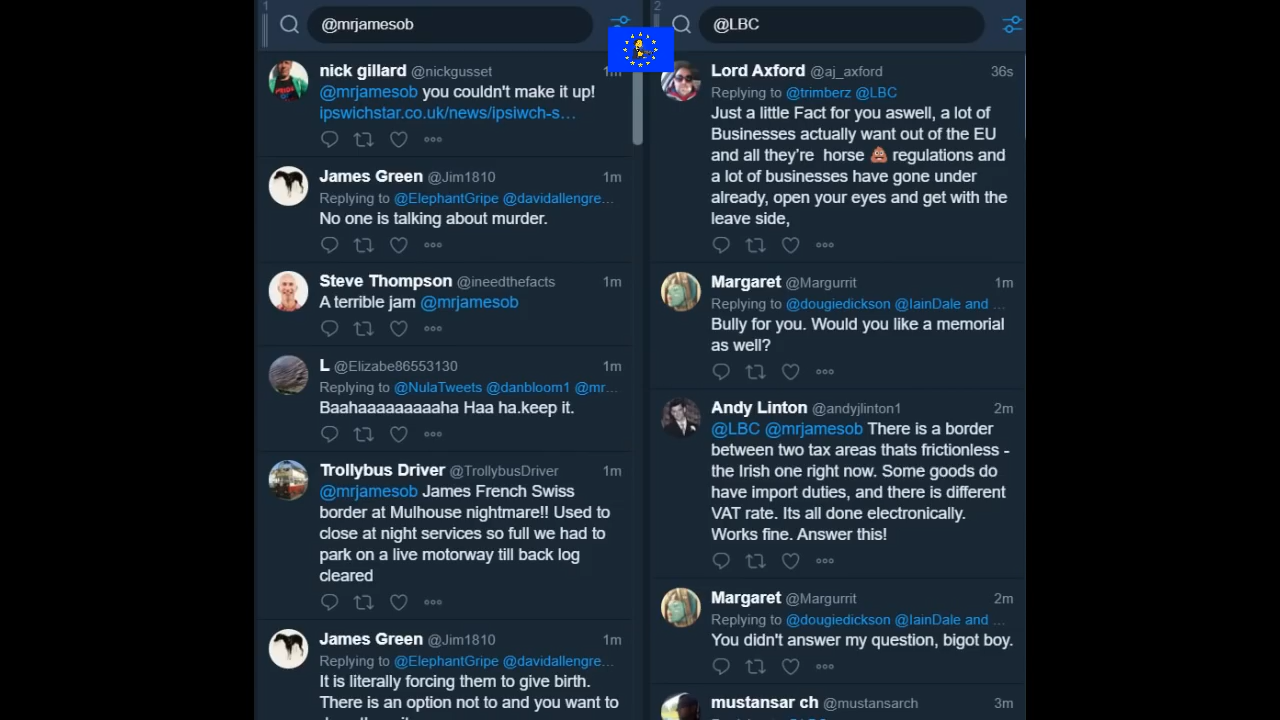 1
@mrjamesob
nick gillard @nickgusset 1m
@mrjamesob you couldn't make it up!
ipswichstar.co.uk/news/ipsiwch-s…
James Green @Jim1810 1m
Replying to @ElephantGripe @davidallengre…
No one is talking about murder.
Steve Thompson @ineedthefacts 1m
A terrible jam @mrjamesob
L @Elizabe86553130 1m
Replying to @NulaTweets @danbloom1 @mr…
Baahaaaaaaaaaha Haa ha.keep it.
Trollybus Driver @TrollybusDriver 1m
@mrjamesob James French Swiss
border at Mulhouse nightmare!! Used to
close at night services so full we had to
park on a live motorway till back log
cleared
James Green @Jim1810 1m
Replying to @ElephantGripe @davidallengre…
It is literally forcing them to give birth.
There is an option not to and you want to
2
@LBC
Lord Axford @aj_axford 36s
Replying to @trimberz @LBC
Just a little Fact for you aswell, a lot of
Businesses actually want out of the EU
and all they're horse 💩 regulations and
a lot of businesses have gone under
already, open your eyes and get with the
leave side,
Margaret @Margurrit 1m
Replying to @dougiedickson @IainDale and …
Bully for you. Would you like a memorial
as well?
Andy Linton @andyjlinton1 2m
@LBC @mrjamesob There is a border
between two tax areas thats frictionless -
the Irish one right now. Some goods do
have import duties, and there is different
VAT rate. Its all done electronically.
Works fine. Answer this!
Margaret @Margurrit 2m
Replying to @dougiedickson @IainDale and …
You didn't answer my question, bigot boy.
mustansar ch @mustansarch 3m